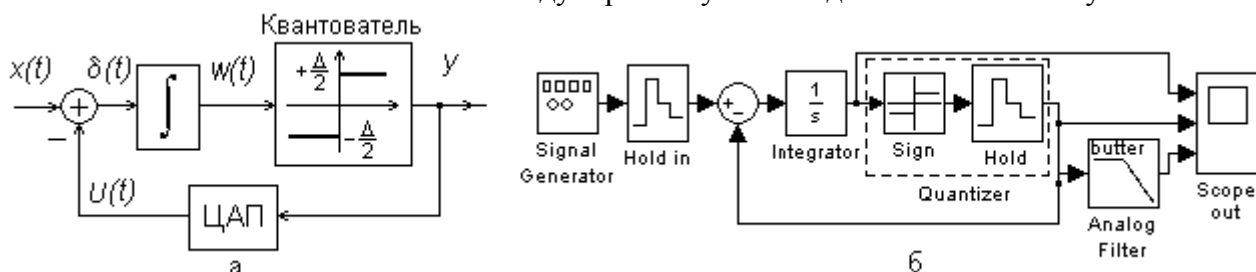 Квантователь
x(t)
δ(t)
w(t)
y
+Δ/2
-Δ/2
+
−
∫
U(t)
ЦАП
а
Signal
Generator
Hold in
+
−
1
s
Integrator
Sign
Hold
Quantizer
butter
Analog
Filter
Scope
out
б